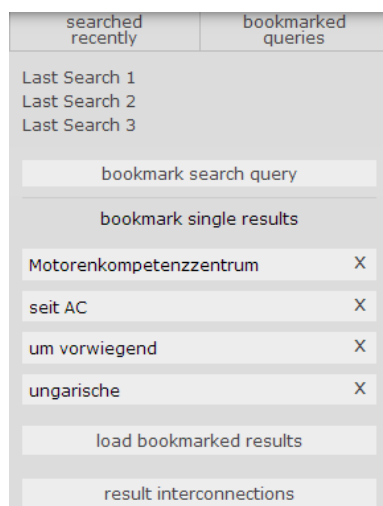 searched recently
bookmarked queries
Last Search 1
Last Search 2
Last Search 3
bookmark search query
bookmark single results
Motorenkompetenzzentrum X
seit AC X
um vorwiegend X
ungarische X
load bookmarked results
result interconnections